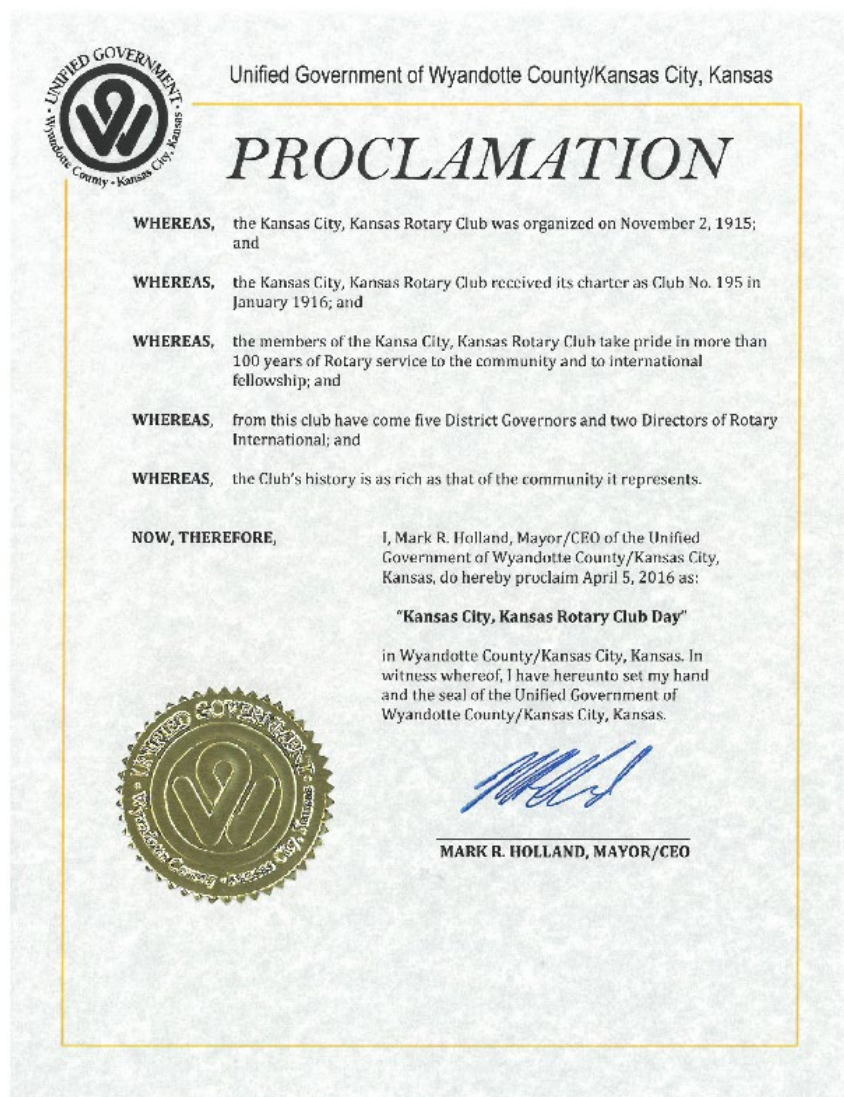 UNIFIED GOVERNMENT
Wyandotte County - Kansas City, Kansas
Unified Government of Wyandotte County/Kansas City, Kansas
PROCLAMATION
WHEREAS, the Kansas City, Kansas Rotary Club was organized on November 2, 1915;
and
WHEREAS, the Kansas City, Kansas Rotary Club received its charter as Club No. 195 in
January 1916; and
WHEREAS, the members of the Kansa City, Kansas Rotary Club take pride in more than
100 years of Rotary service to the community and to international
fellowship; and
WHEREAS, from this club have come five District Governors and two Directors of Rotary
International; and
WHEREAS, the Club's history is as rich as that of the community it represents.
NOW, THEREFORE, I, Mark R. Holland, Mayor/CEO of the Unified
Government of Wyandotte County/Kansas City,
Kansas, do hereby proclaim April 5, 2016 as:
"Kansas City, Kansas Rotary Club Day"
in Wyandotte County/Kansas City, Kansas. In
witness whereof, I have hereunto set my hand
and the seal of the Unified Government of
Wyandotte County/Kansas City, Kansas.
UNIFIED GOVERNMENT
Wyandotte County - Kansas City, Kansas
MARK R. HOLLAND, MAYOR/CEO